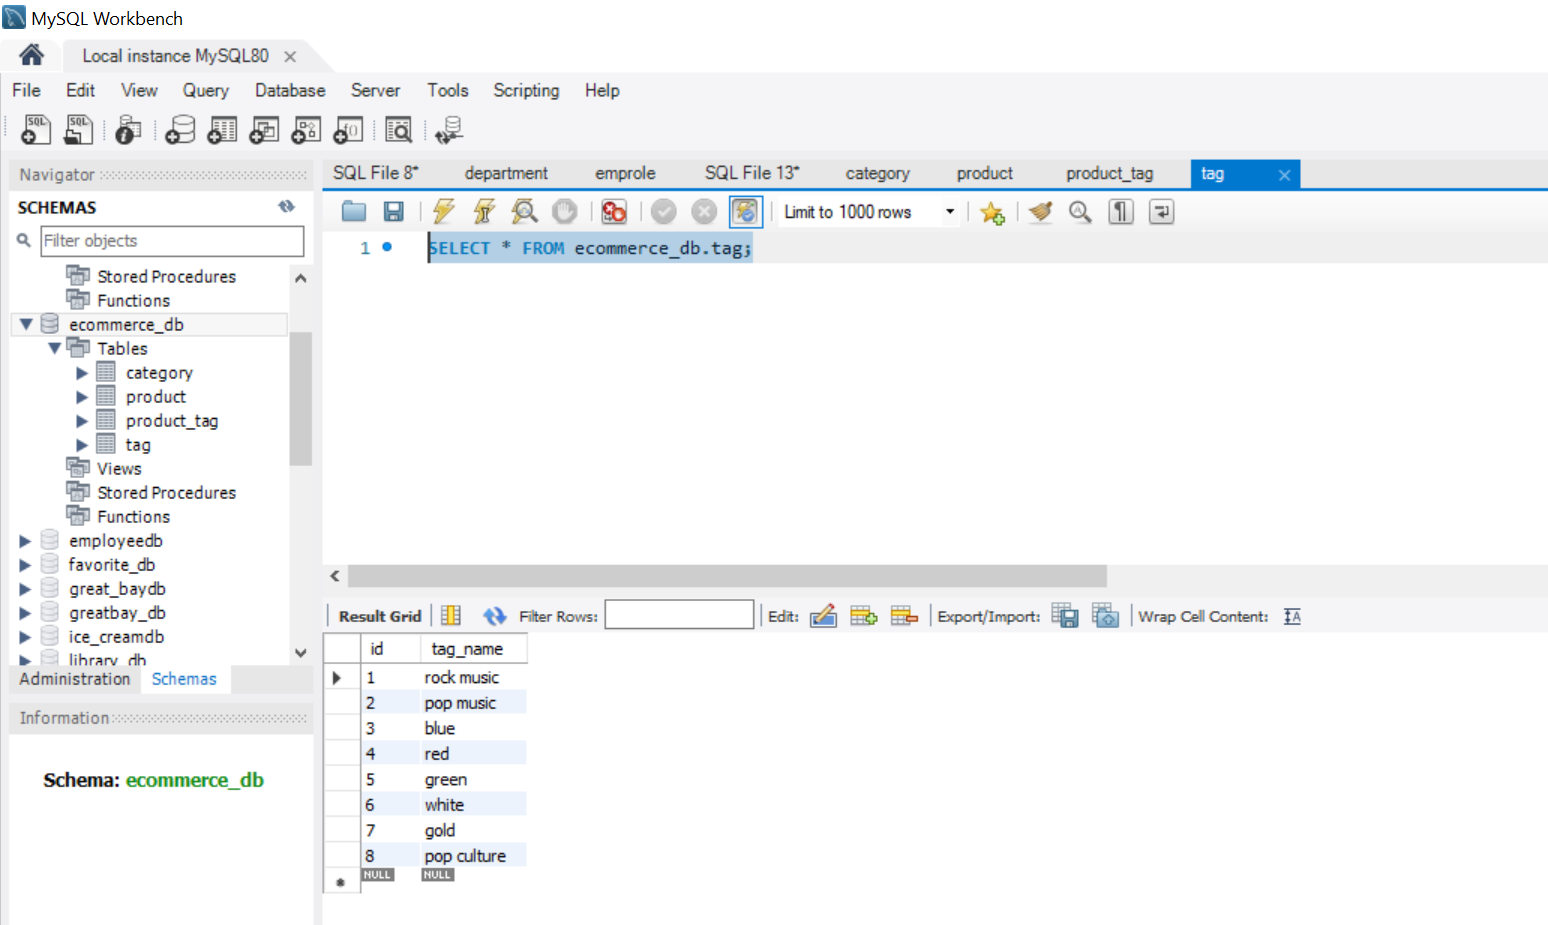 MySQL Workbench
Local instance MySQL80
File Edit View Query Database Server Tools Scripting Help
SQL SQL
Navigator
SCHEMAS
Filter objects
Stored Procedures
Functions
ecommerce_db
Tables
category
product
product_tag
tag
Views
Stored Procedures
Functions
employeedb
favorite_db
great_baydb
greatbay_db
ice_creamdb
library_db
Administration Schemas
Information
Schema: ecommerce_db
SQL File 8* department emprole SQL File 13* category product product_tag tag
Limit to 1000 rows
1 SELECT * FROM ecommerce_db.tag;
Result Grid Filter Rows: Edit: Export/Import: Wrap Cell Content: IA
id tag_name
1 rock music
2 pop music
3 blue
4 red
5 green
6 white
7 gold
8 pop culture
NULL NULL